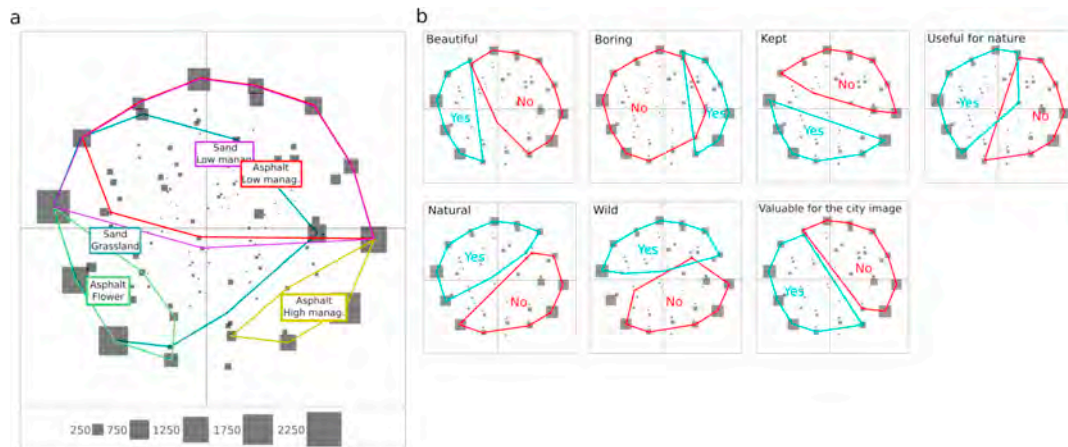 a
Sand
Low manag.
Asphalt
Low manag.
Sand
Grassland
Asphalt
Flower
Asphalt
High manag.
250 750 1250 1750 2250
b
Beautiful
Yes
No
Boring
No
Yes
Kept
No
Yes
Useful for nature
Yes
No
Natural
Yes
No
Wild
Yes
No
Valuable for the city image
No
Yes